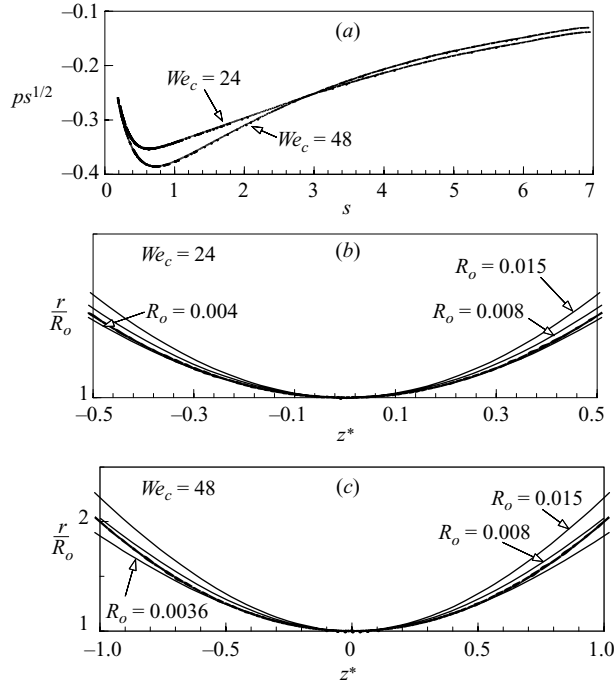 –0.1
(a)
–0.2
ps^{1/2}
We_c = 24
–0.3
We_c = 48
–0.4
0 1 2 3 4 5 6 7
s
(b)
We_c = 24
R_o = 0.015
r/R_o
R_o = 0.004
R_o = 0.008
1
–0.5 –0.3 –0.1 0.1 0.3 0.5
z*
We_c = 48
(c)
2
R_o = 0.015
r/R_o
R_o = 0.008
R_o = 0.0036
1
–1.0 –0.5 0 0.5 1.0
z*